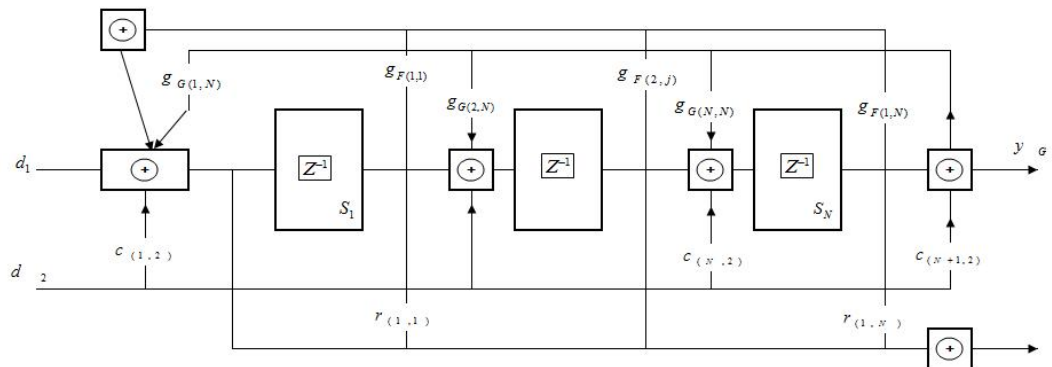 +
g G(1,N)
g F(1,1)
g F(2,j)
g G(2,N)
g G(N,N)
g F(1,N)
y G
d1
+
Z⁻¹
S1
+
Z⁻¹
+
Z⁻¹
SN
+
c (1,2)
c (N,2)
c (N+1,2)
d 2
r (1,1)
r (1,N)
+